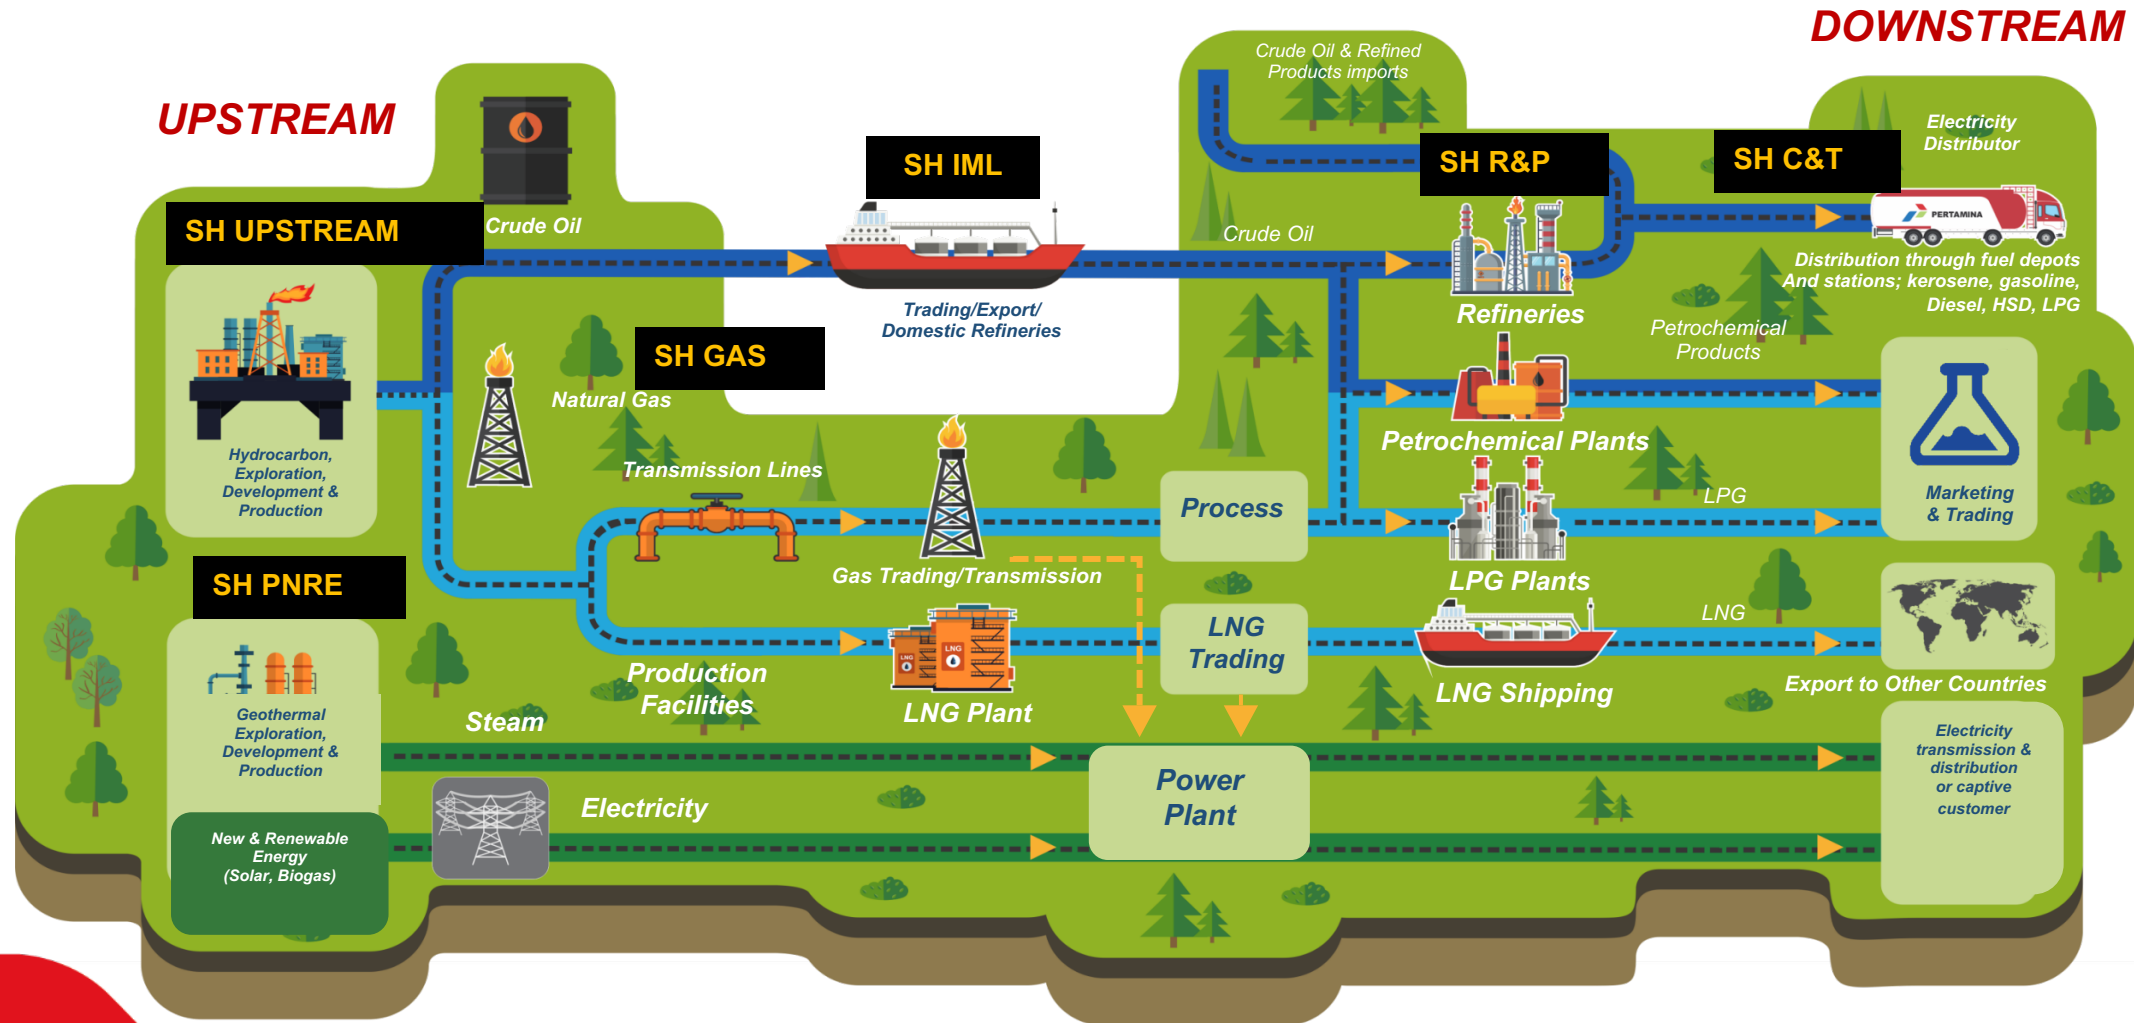 DOWNSTREAM
UPSTREAM
Crude Oil & Refined
Products imports
Electricity
Distributor
SH IML
SH R&P
SH C&T
SH UPSTREAM
Crude Oil
Crude Oil
PERTAMINA
Distribution through fuel depots
And stations; kerosene, gasoline,
Diesel, HSD, LPG
Trading/Export/
Domestic Refineries
Refineries
Petrochemical
Products
SH GAS
Natural Gas
Hydrocarbon,
Exploration,
Development &
Production
Transmission Lines
Petrochemical Plants
Process
LPG
Marketing
& Trading
SH PNRE
Gas Trading/Transmission
LPG Plants
LNG
Trading
LNG
LNG
LNG
Production
Facilities
LNG Plant
LNG Shipping
Export to Other Countries
Steam
Geothermal
Exploration,
Development &
Production
Electricity
transmission &
distribution
or captive
customer
Power
Plant
Electricity
New & Renewable
Energy
(Solar, Biogas)